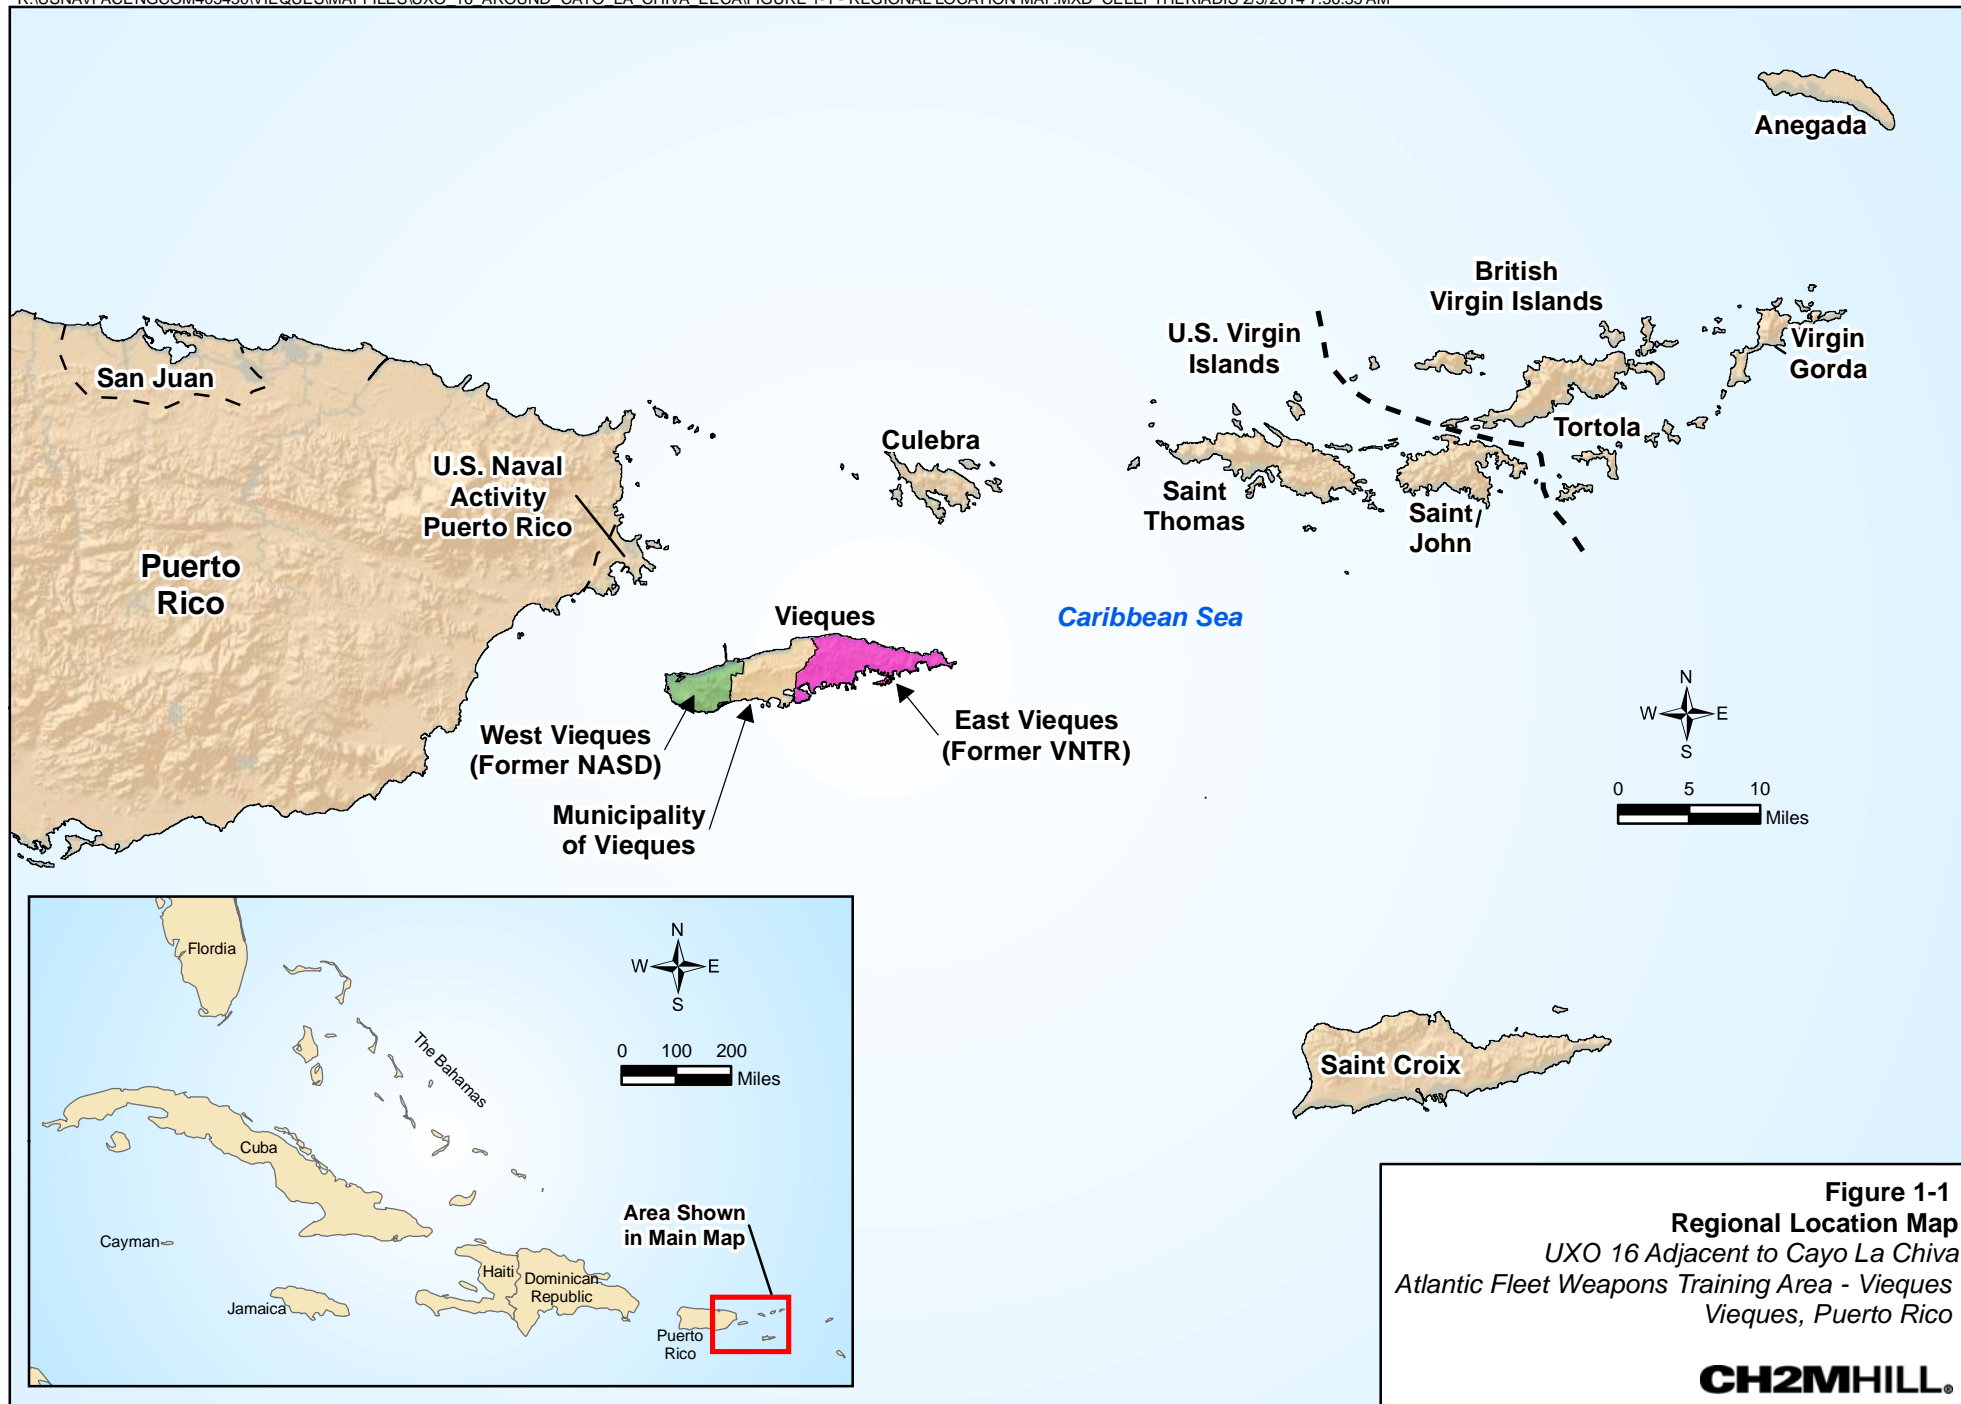 Anegada
British
Virgin Islands
U.S. Virgin
Islands
Virgin
Gorda
San Juan
Tortola
Culebra
U.S. Naval
Activity
Puerto Rico
Saint
Thomas
Saint
John
Puerto
Rico
Vieques
Caribbean Sea
N
W E
S
West Vieques
(Former NASD)
East Vieques
(Former VNTR)
0 5 10
Miles
Municipality
of Vieques
Saint Croix
Flordia
N
W E
S
The Bahamas
0 100 200
Miles
Cuba
Area Shown
in Main Map
Cayman
Haiti
Dominican
Republic
Jamaica
Puerto
Rico
Figure 1-1
Regional Location Map
UXO 16 Adjacent to Cayo La Chiva
Atlantic Fleet Weapons Training Area - Vieques
Vieques, Puerto Rico
CH2MHILL®